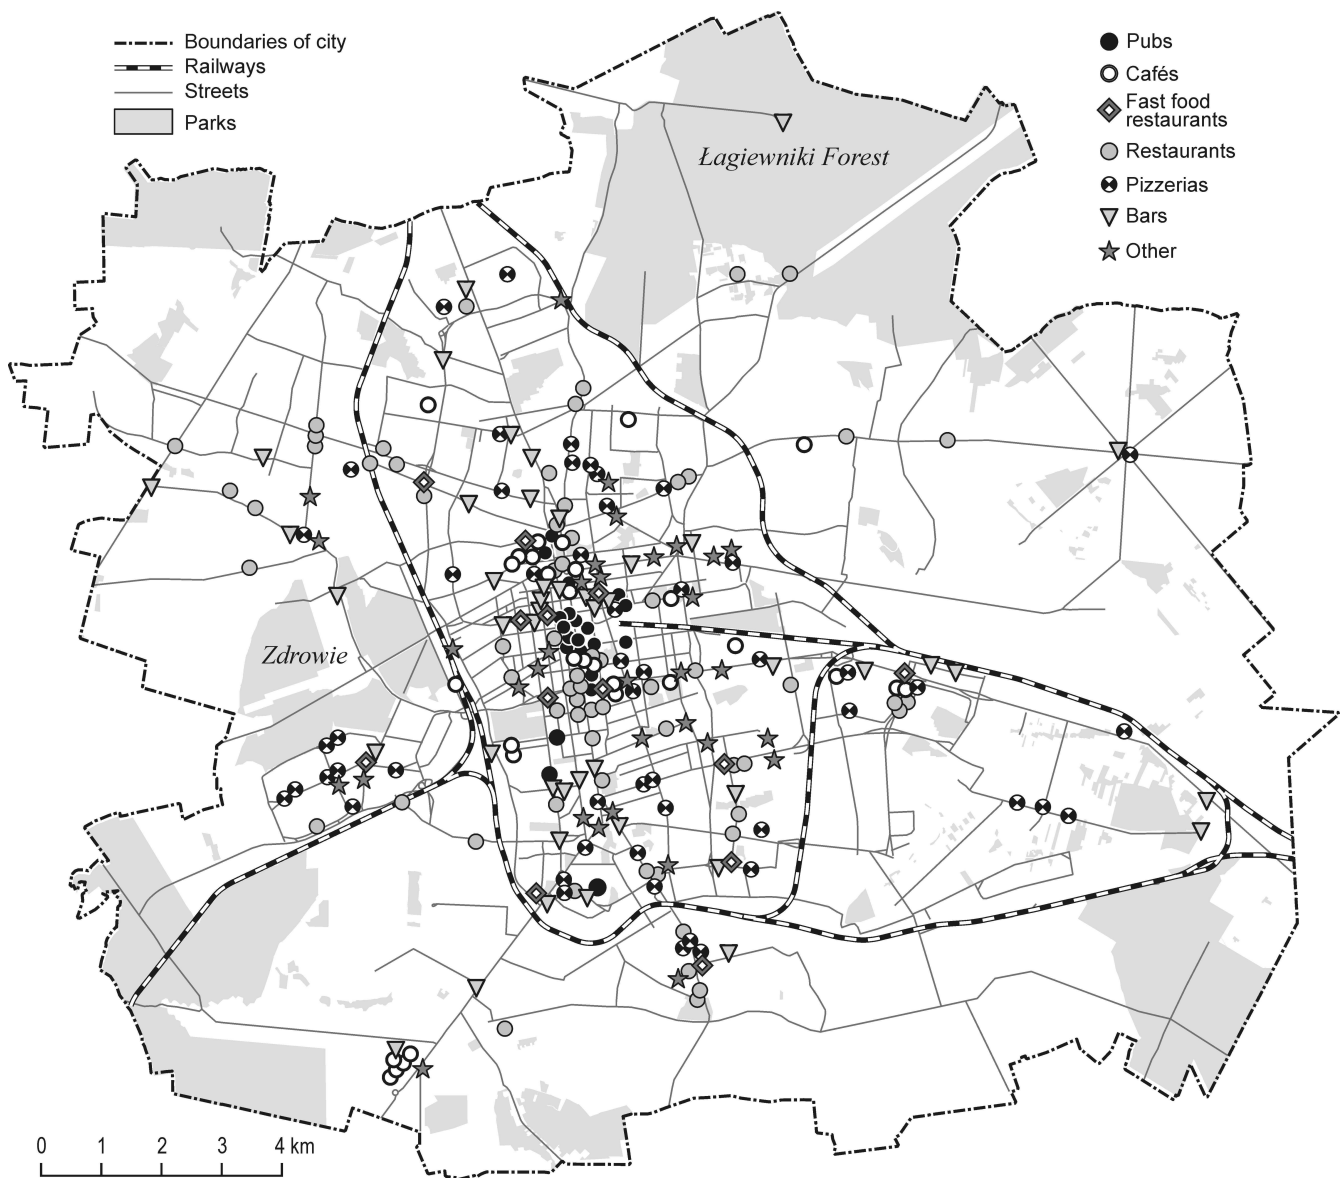 Boundaries of city
Railways
Streets
Parks
Pubs
Cafés
Fast food
restaurants
Restaurants
Pizzerias
Bars
Other
Łagiewniki Forest
Zdrowie
0 1 2 3 4 km